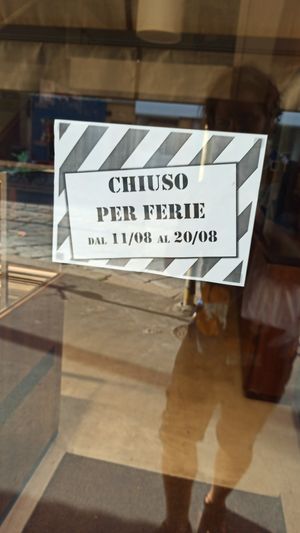 CHIUSO
PER FERIE
DAL 11/08 AL 20/08